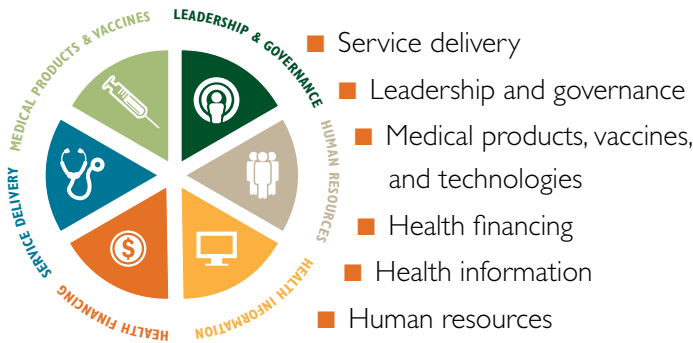 MEDICAL PRODUCTS & VACCINES
LEADERSHIP & GOVERNANCE
HUMAN RESOURCES
HEALTH INFORMATION
HEALTH FINANCING
SERVICE DELIVERY
$
Service delivery
Leadership and governance
Medical products, vaccines,
and technologies
Health financing
Health information
Human resources